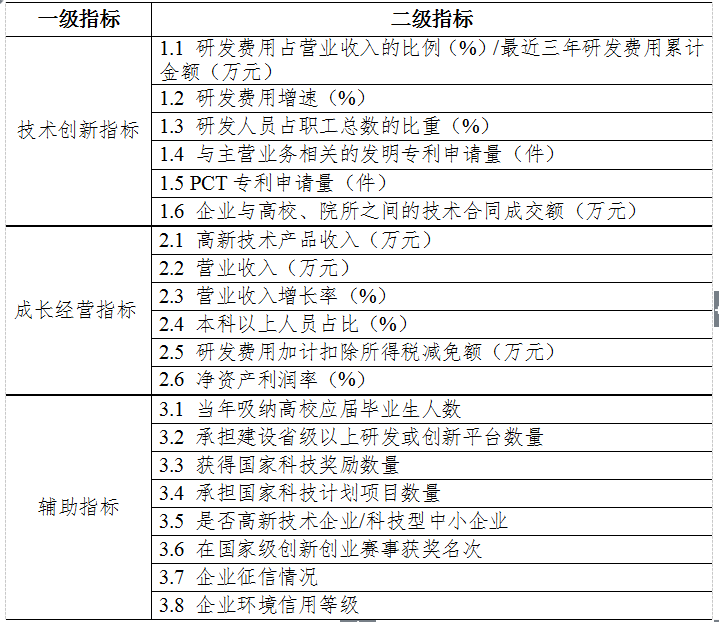 一级指标 二级指标
技术创新指标
1.1 研发费用占营业收入的比例（%）/最近三年研发费用累计
金额（万元）
1.2 研发费用增速（%）
1.3 研发人员占职工总数的比重（%）
1.4 与主营业务相关的发明专利申请量（件）
1.5 PCT 专利申请量（件）
1.6 企业与高校、院所之间的技术合同成交额（万元）
成长经营指标
2.1 高新技术产品收入（万元）
2.2 营业收入（万元）
2.3 营业收入增长率（%）
2.4 本科以上人员占比（%）
2.5 研发费用加计扣除所得税减免额（万元）
2.6 净资产利润率（%）
辅助指标
3.1 当年吸纳高校应届毕业生人数
3.2 承担建设省级以上研发或创新平台数量
3.3 获得国家科技奖励数量
3.4 承担国家科技计划项目数量
3.5 是否高新技术企业/科技型中小企业
3.6 在国家级创新创业赛事获奖名次
3.7 企业征信情况
3.8 企业环境信用等级